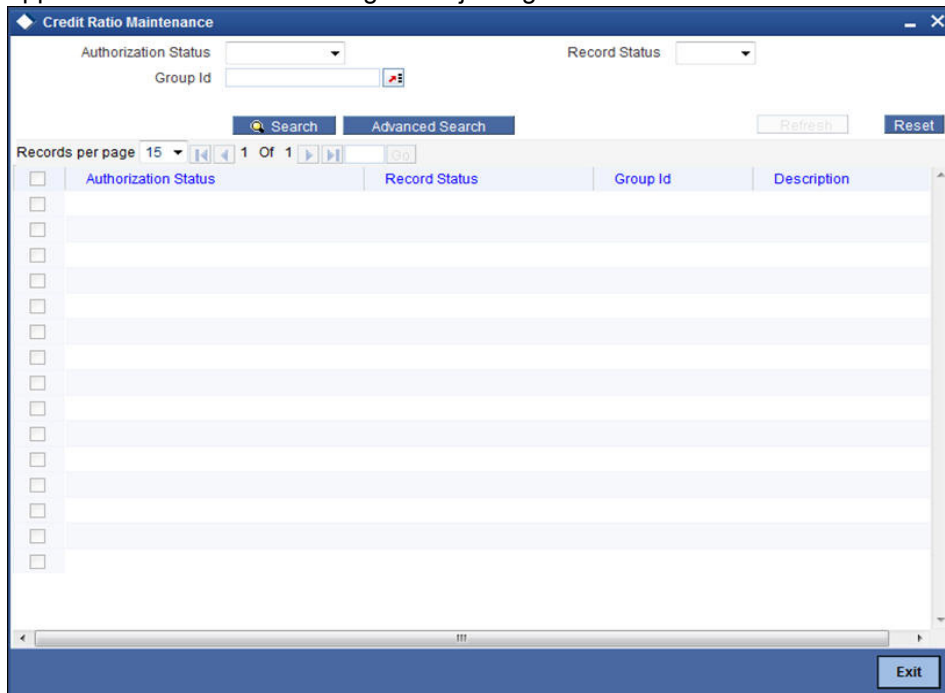 Credit Ratio Maintenance
Authorization Status Record Status
Group Id
Search Advanced Search Refresh Reset
Records per page 15 1 Of 1 Go
Authorization Status Record Status Group Id Description
Exit